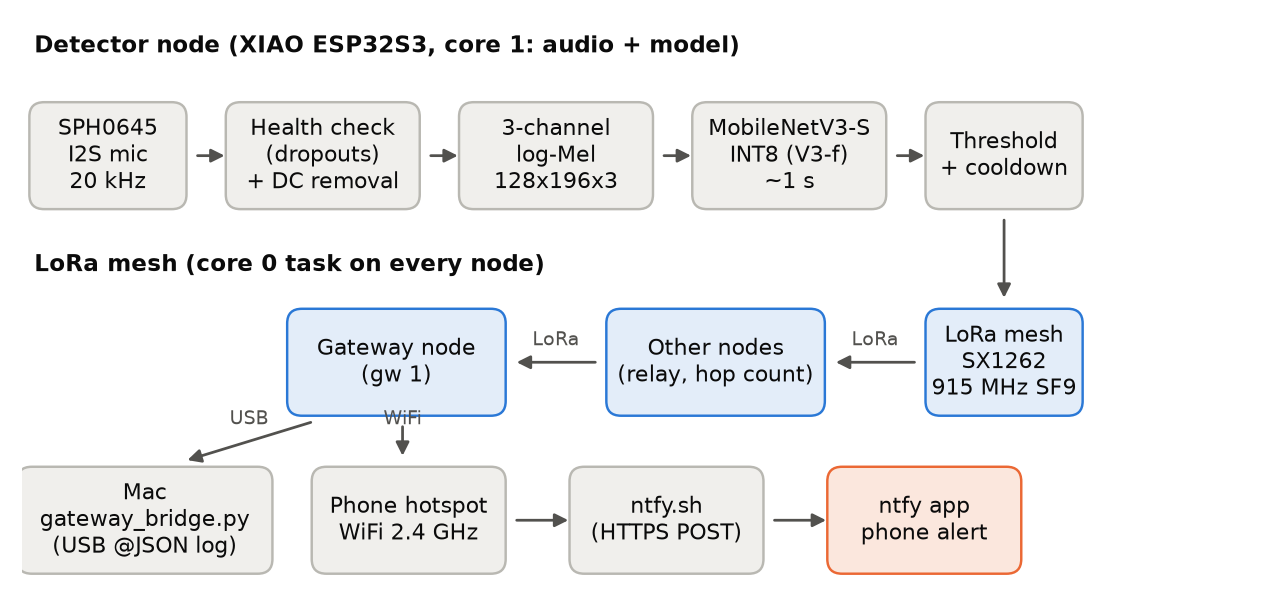 Detector node (XIAO ESP32S3, core 1: audio + model)
SPH0645
I2S mic
20 kHz
Health check
(dropouts)
+ DC removal
3-channel
log-Mel
128x196x3
MobileNetV3-S
INT8 (V3-f)
~1 s
Threshold
+ cooldown
LoRa mesh (core 0 task on every node)
Gateway node
(gw 1)
LoRa
Other nodes
(relay, hop count)
LoRa
LoRa mesh
SX1262
915 MHz SF9
USB
WiFi
Mac
gateway_bridge.py
(USB @JSON log)
Phone hotspot
WiFi 2.4 GHz
ntfy.sh
(HTTPS POST)
ntfy app
phone alert